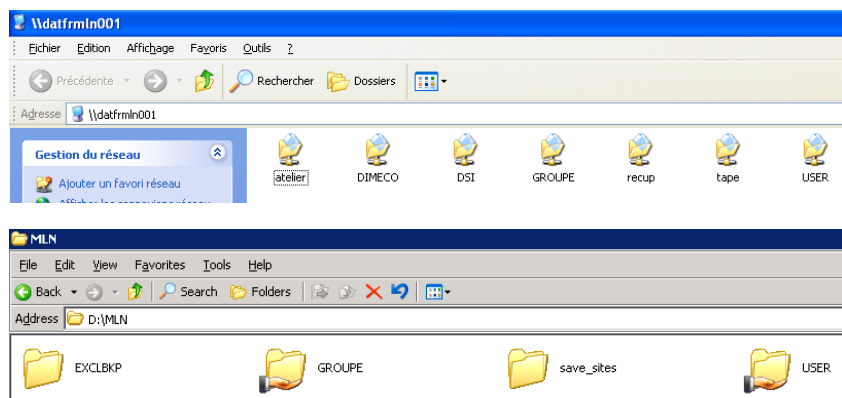 \\datfrmln001
Fichier Edition Affichage Favoris Outils ?
Précédente Rechercher Dossiers
Adresse \\datfrmln001
Gestion du réseau
Ajouter un favori réseau
atelier DIMECO DSI GROUPE recup tape USER
MLN
File Edit View Favorites Tools Help
Back Search Folders
Address D:\MLN
EXCLBKP GROUPE save_sites USER